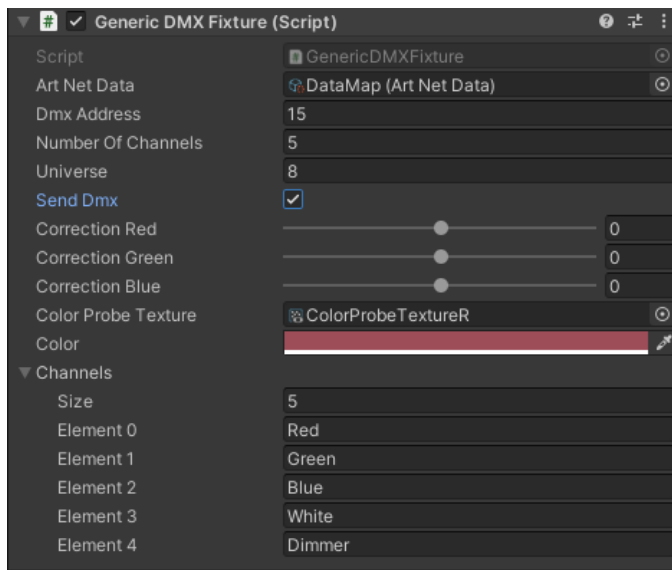 Generic DMX Fixture (Script)
Script GenericDMXFixture
Art Net Data DataMap (Art Net Data)
Dmx Address 15
Number Of Channels 5
Universe 8
Send Dmx
Correction Red 0
Correction Green 0
Correction Blue 0
Color Probe Texture ColorProbeTextureR
Color
Channels
Size 5
Element 0 Red
Element 1 Green
Element 2 Blue
Element 3 White
Element 4 Dimmer